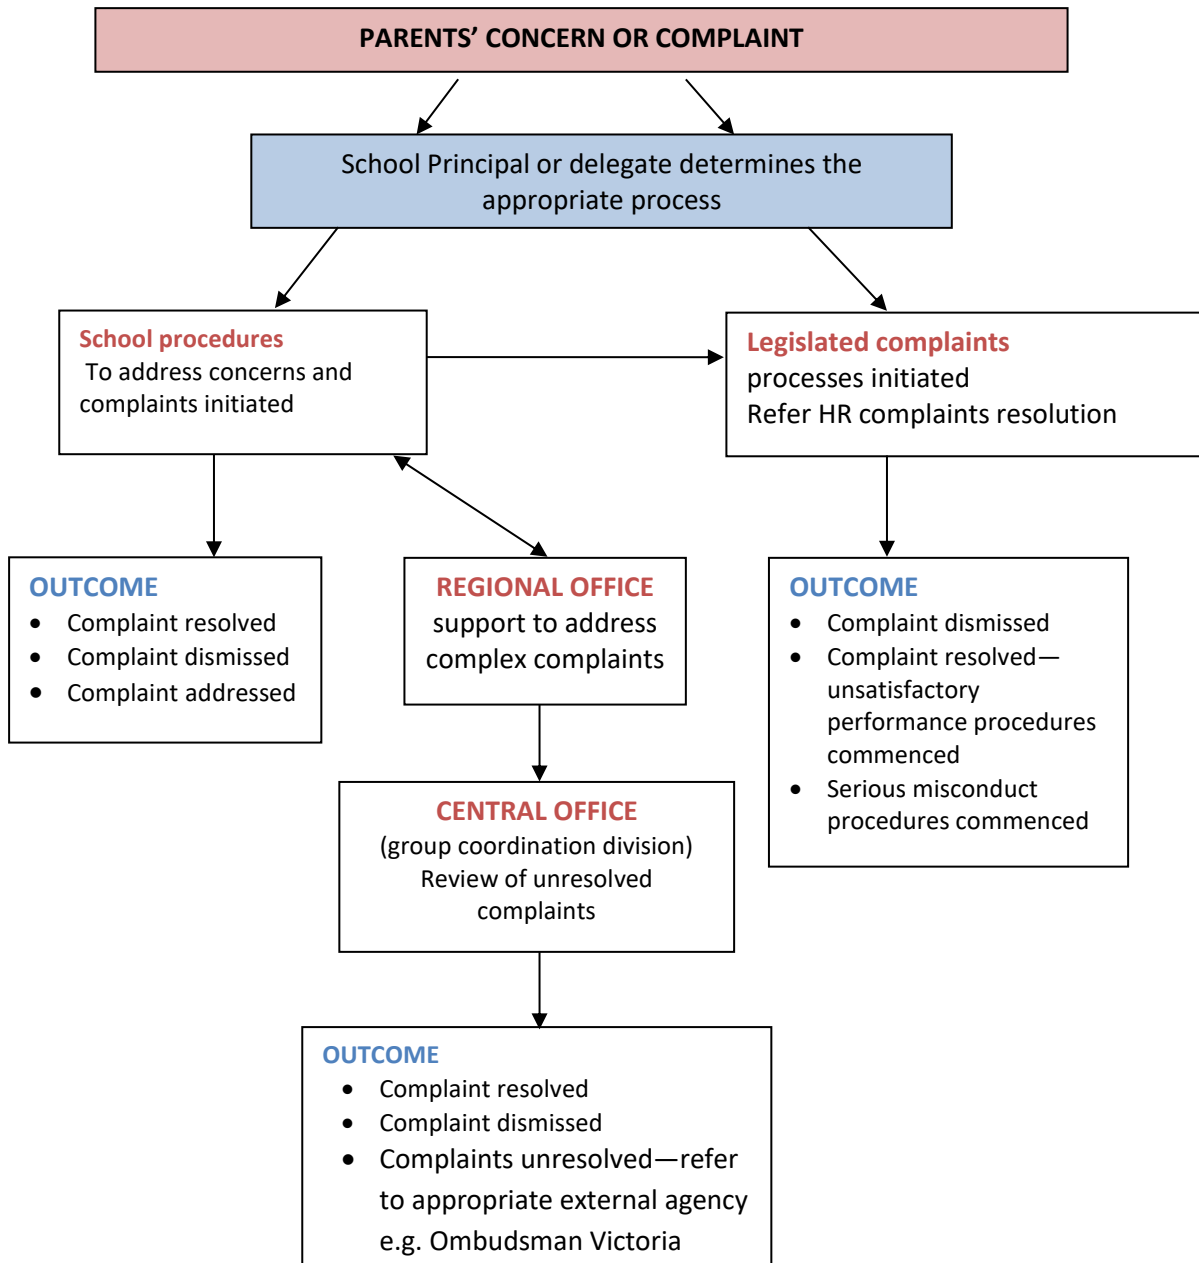 PARENTS’ CONCERN OR COMPLAINT
School Principal or delegate determines the
appropriate process
School procedures
To address concerns and
complaints initiated
Legislated complaints
processes initiated
Refer HR complaints resolution
OUTCOME
• Complaint resolved
• Complaint dismissed
• Complaint addressed
REGIONAL OFFICE
support to address
complex complaints
OUTCOME
• Complaint dismissed
• Complaint resolved—
unsatisfactory
performance procedures
commenced
• Serious misconduct
procedures commenced
CENTRAL OFFICE
(group coordination division)
Review of unresolved
complaints
OUTCOME
• Complaint resolved
• Complaint dismissed
• Complaints unresolved—refer
to appropriate external agency
e.g. Ombudsman Victoria